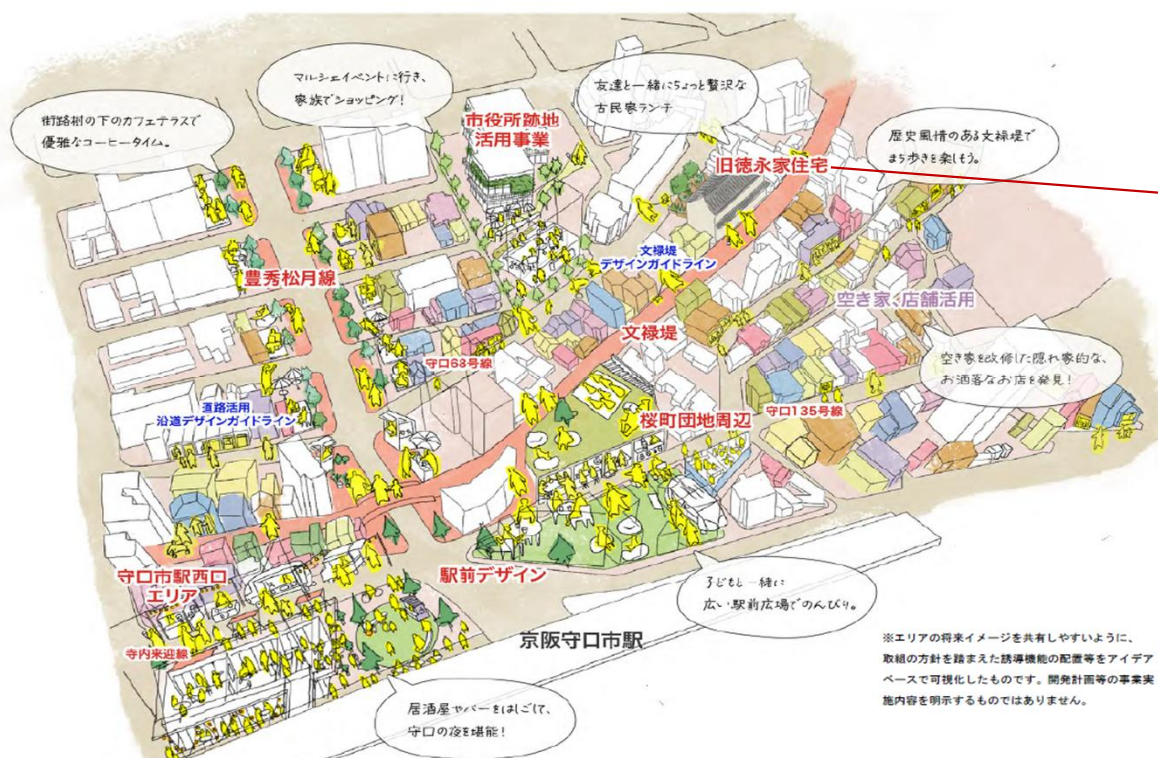 マルシェイベントに行き、
家族でショッピング！
友達と一緒にちょっと贅沢な
古民家ランチ
街路樹の下のカフェテラスで
優雅なコーヒータイム。
市役所跡地
活用事業
歴史風情のある文禄堤で
まち歩きを楽しもう。
旧徳永家住宅
文禄堤
デザインガイドライン
豊秀松月線
空き家、店舗活用
文禄堤
守口68号線
空き家を改修した隠れ家的な、
お洒落なお店を発見！
道路活用
沿道デザインガイドライン
桜町団地周辺
守口135号線
守口市駅西口
エリア
駅前デザイン
子どもと一緒に
広い駅前広場でのんびり。
京阪守口市駅
寺内来迎線
居酒屋やバーをはしごして、
守口の夜を堪能！
※エリアの将来イメージを共有しやすいように、
取組の方針を踏まえた誘導機能の配置等をアイデア
ベースで可視化したものです。開発計画等の事業実
施内容を明示するものではありません。